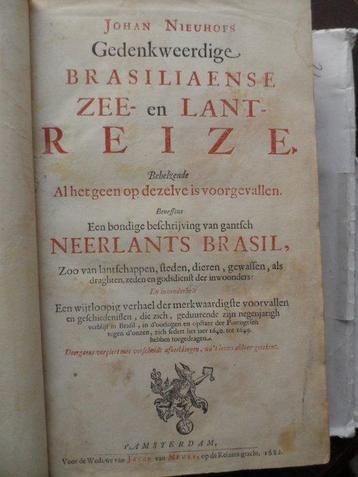 JOHAN NIEUHOFS
Gedenkweerdige
BRASILIAENSE
ZEE- en LANT-
REIZE.
Behelzende
Al het geen op dezelve is voorgevallen.
Beneffens
Een bondige beschrijving van gantsch
NEERLANTS BRASIL,
Zoo van lantschappen, steden, dieren, gewassen, als
draghten, zeden en godsdienst der inwoonders:
En inzonderheit
Een wijtloopig verhael der merkwaardigste voorvallen
en geschiedenissen, die zich, geduurende zijn negenjarigh
verblijf in Brasil, in d'oorlogen en opstant der Portugesen
tegen d'onzen, zich sedert het jaer 1640. tot 1649.
hebben toegedragen.
Doorgaens verciert met verscheide afbeeldingen, na 't leven aldaer getekent.
t'AMSTERDAM,
Voor de Weduwe van JACOB van MEURS, op de Keizers-gracht, 1682.